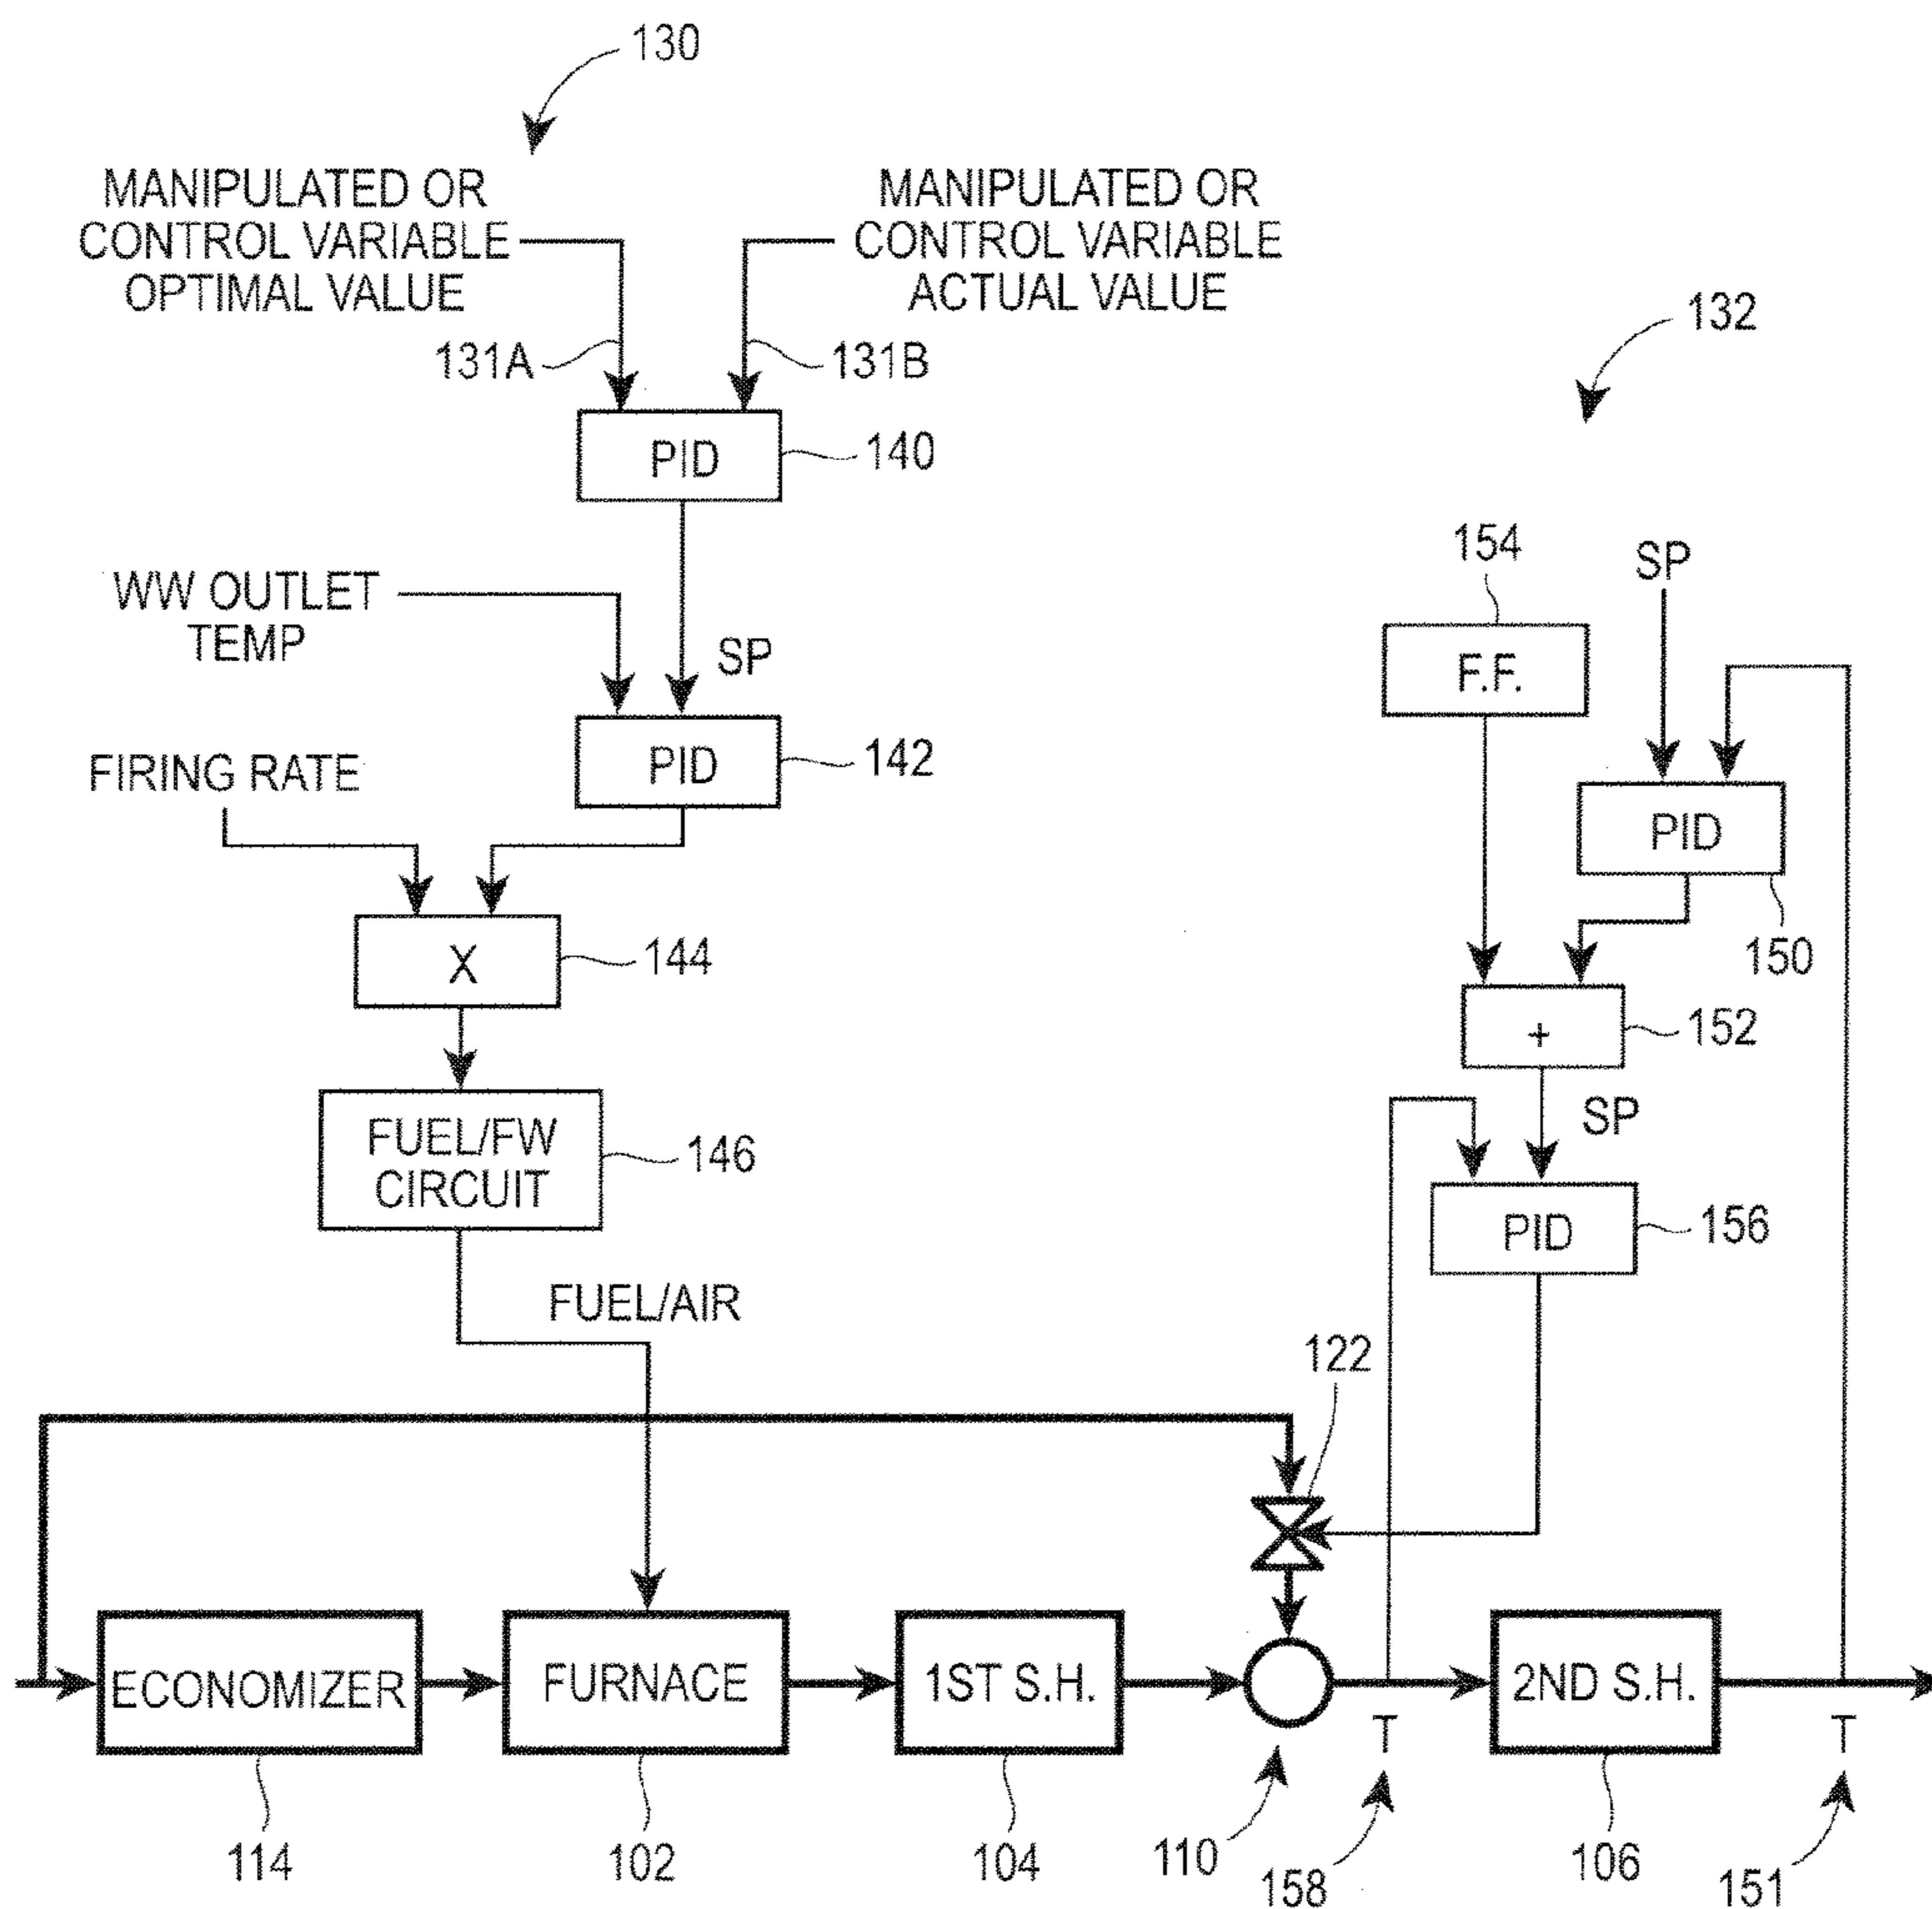 130
MANIPULATED OR
CONTROL VARIABLE
OPTIMAL VALUE
MANIPULATED OR
CONTROL VARIABLE
ACTUAL VALUE
131A
131B
132
PID
140
154
SP
WW OUTLET
TEMP
SP
F.F.
FIRING RATE
PID
142
PID
150
X
144
+
152
SP
FUEL/FW
CIRCUIT
146
PID
156
FUEL/AIR
122
ECONOMIZER
FURNACE
1ST S.H.
2ND S.H.
T
T
114
102
104
110
158
106
151